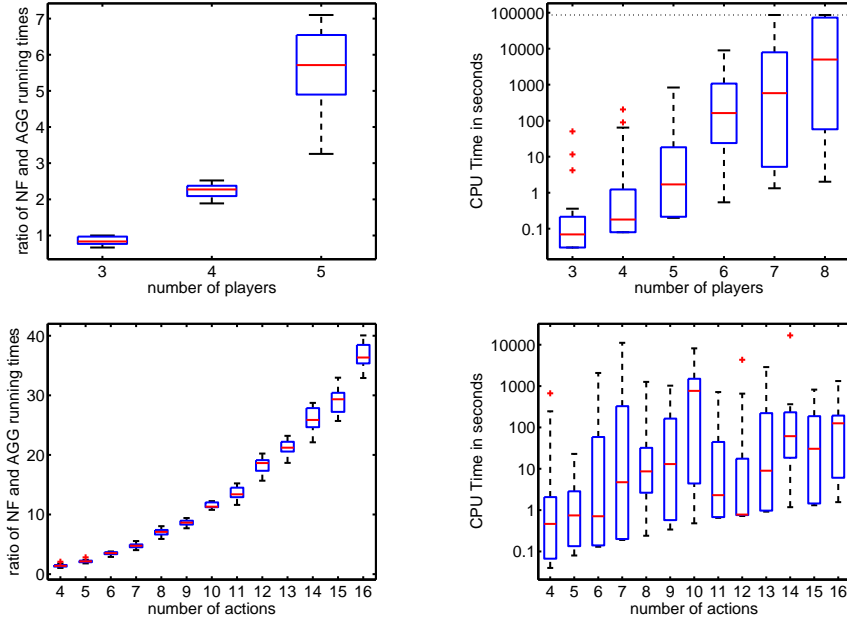 7
6
5
4
3
2
1
ratio of NF and AGG running times
3 4 5
number of players
100000
10000
1000
100
10
1
0.1
CPU Time in seconds
3 4 5 6 7 8
number of players
40
30
20
10
0
ratio of NF and AGG running times
4 5 6 7 8 9 10 11 12 13 14 15 16
number of actions
10000
1000
100
10
1
0.1
CPU Time in seconds
4 5 6 7 8 9 10 11 12 13 14 15 16
number of actions